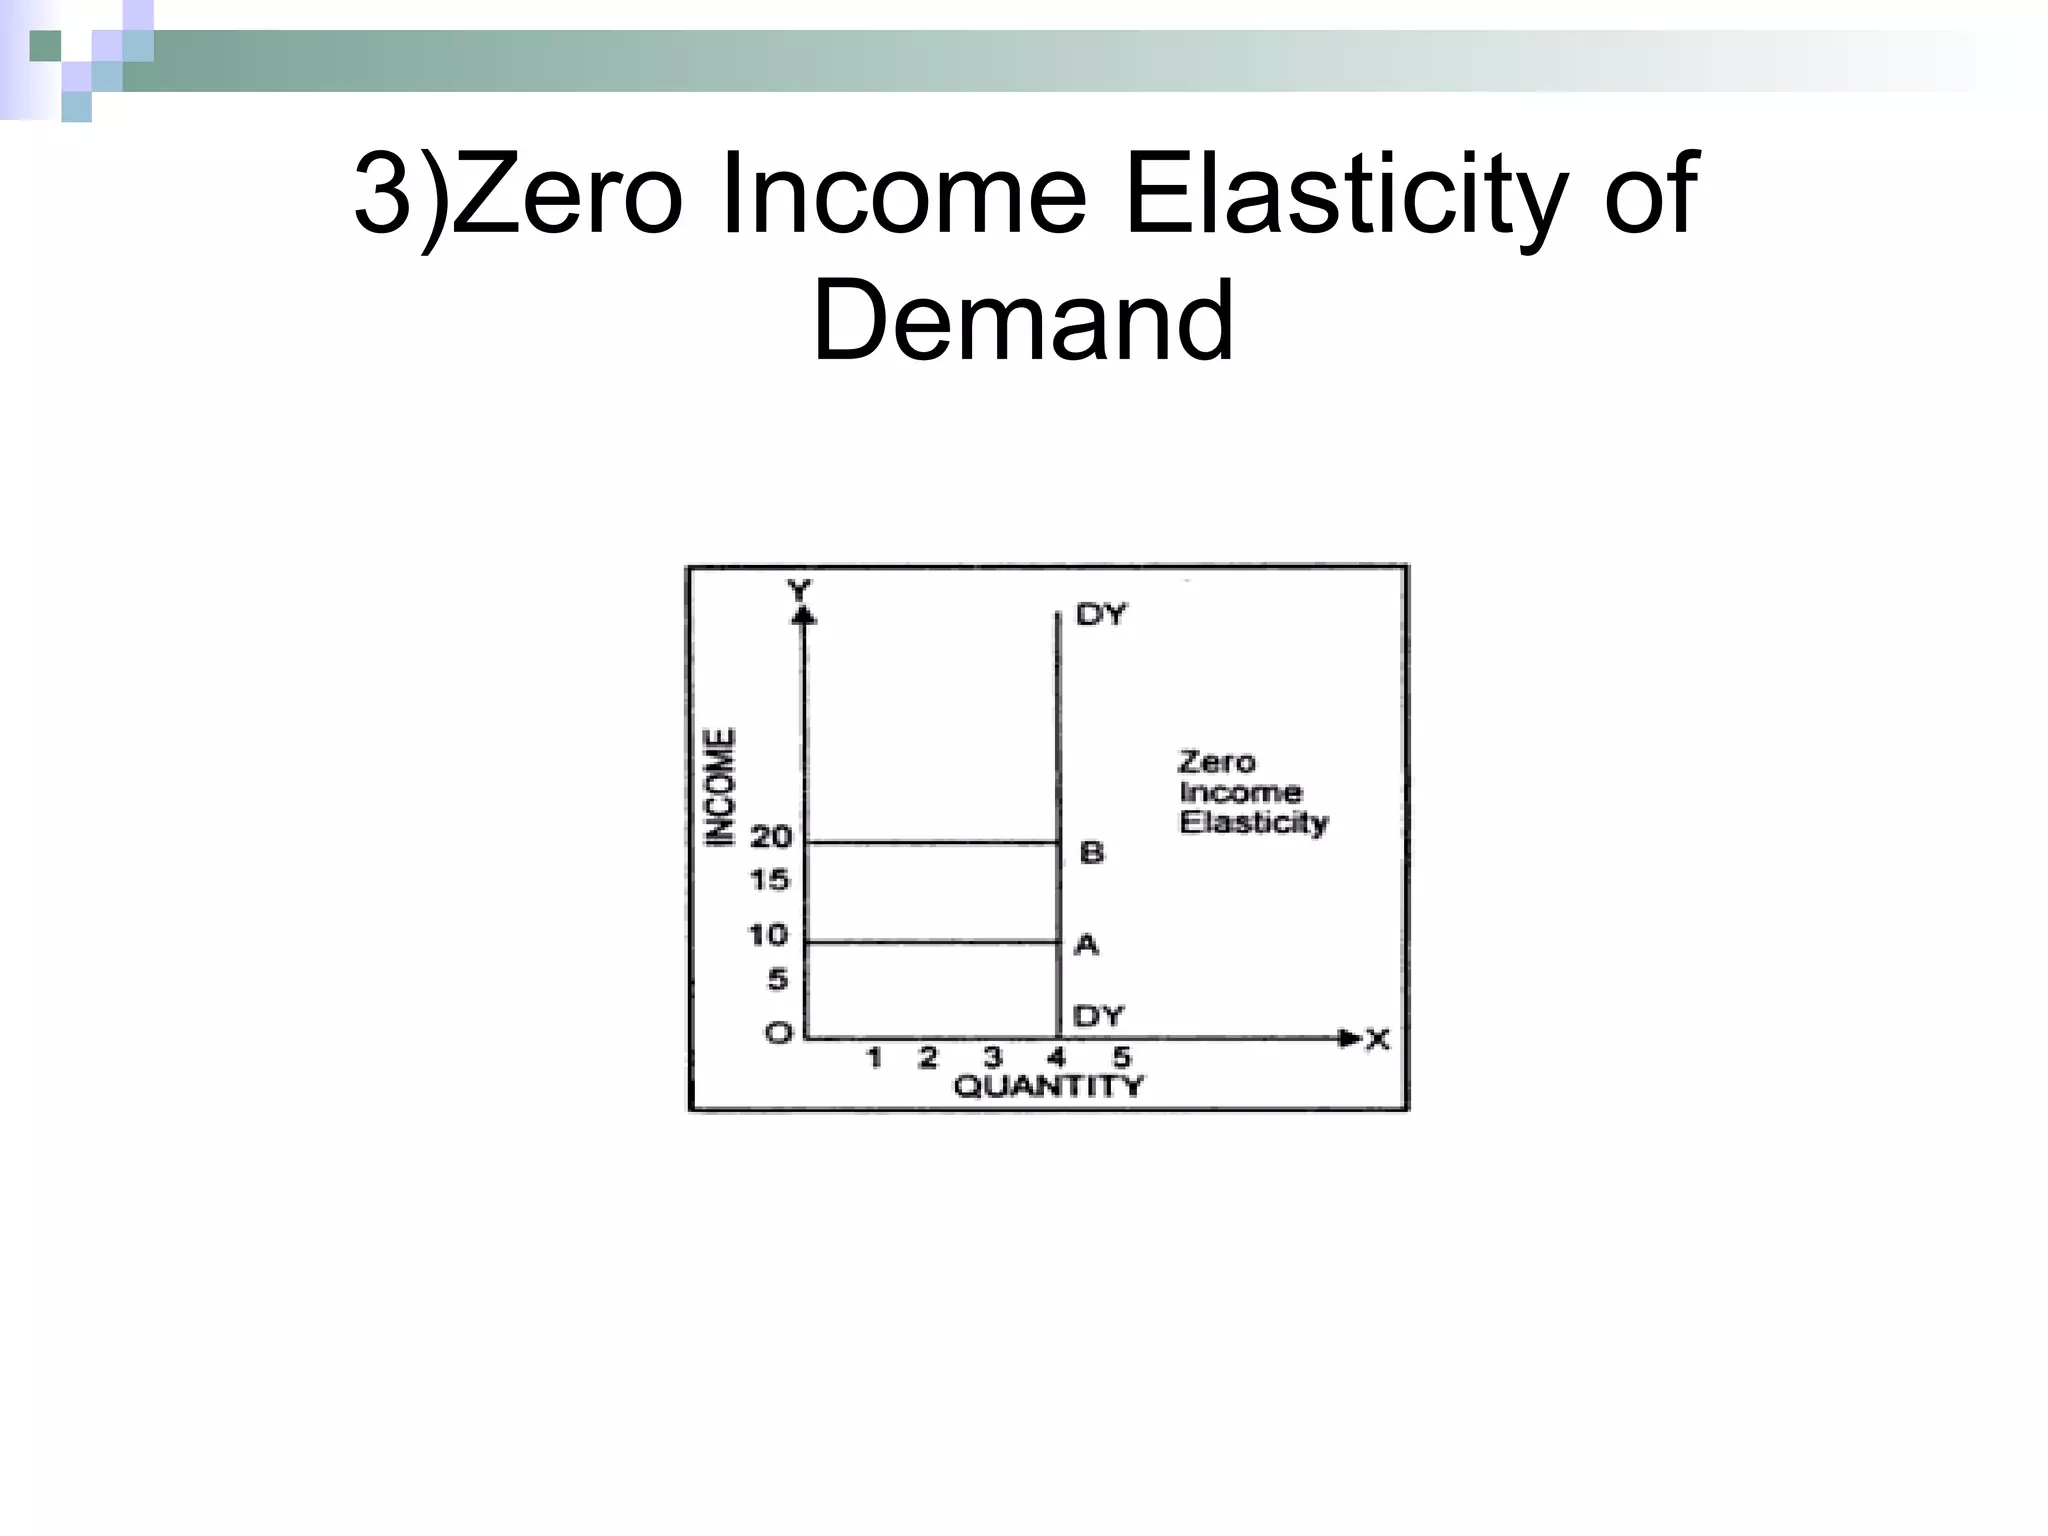 3)Zero Income Elasticity of
Demand
Y
DY
INCOME
Zero
Income
Elasticity
20
B
15
10
A
5
DY
O
X
1 2 3 4 5
QUANTITY